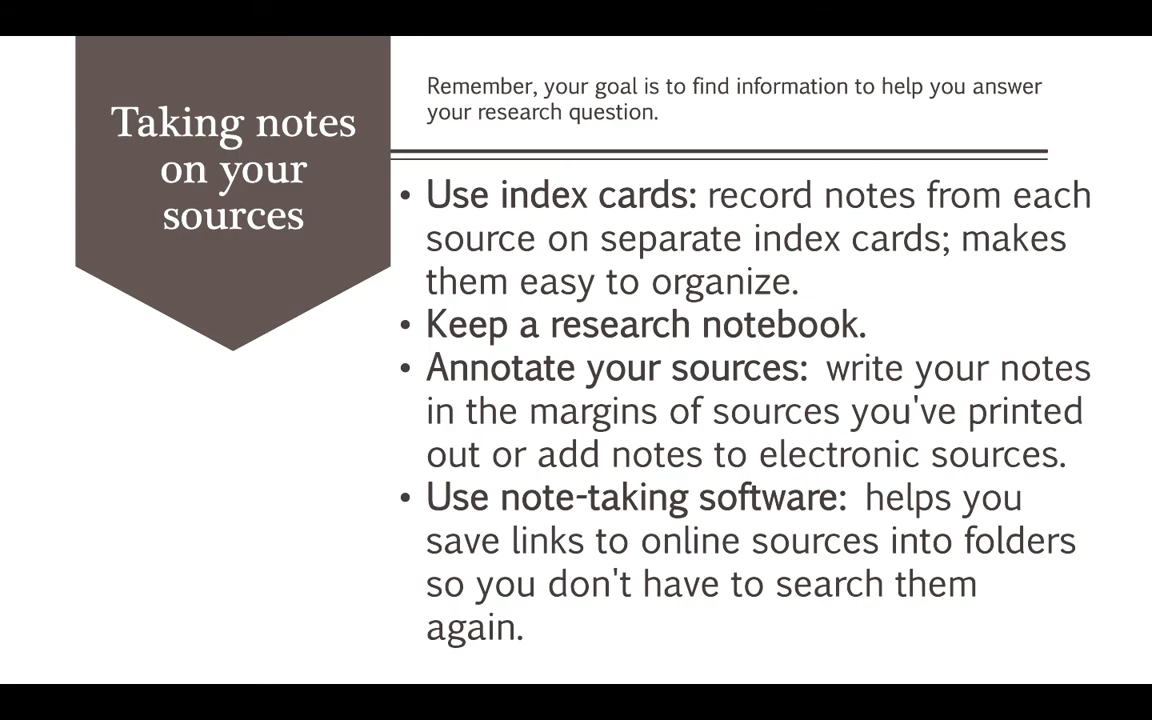 Taking notes
on your
sources
Remember, your goal is to find information to help you answer
your research question.
• Use index cards: record notes from each
source on separate index cards; makes
them easy to organize.
• Keep a research notebook.
• Annotate your sources:  write your notes
in the margins of sources you've printed
out or add notes to electronic sources.
• Use note-taking software:  helps you
save links to online sources into folders
so you don't have to search them
again.